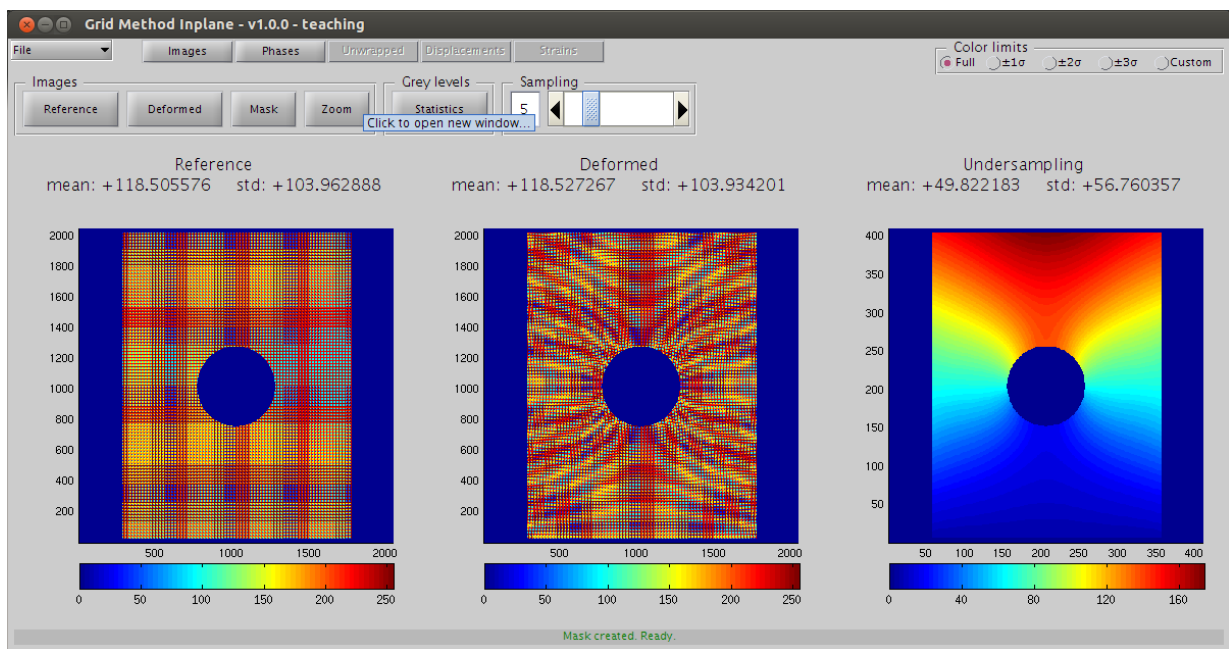 Grid Method Inplane - v1.0.0 - teaching
File Images Phases Unwrapped Displacements Strains
Color limits
Full ±1σ ±2σ ±3σ Custom
Images Grey levels Sampling
Reference Deformed Mask Zoom Statistics 5
Click to open new window...
Reference Deformed Undersampling
mean: +118.505576 std: +103.962888 mean: +118.527267 std: +103.934201 mean: +49.822183 std: +56.760357
2000 1800 1600 1400 1200 1000 800 600 400 200
500 1000 1500 2000
0 50 100 150 200 250
2000 1800 1600 1400 1200 1000 800 600 400 200
500 1000 1500 2000
0 50 100 150 200 250
400 350 300 250 200 150 100 50
50 100 150 200 250 300 350 400
0 40 80 120 160
Mask created. Ready.